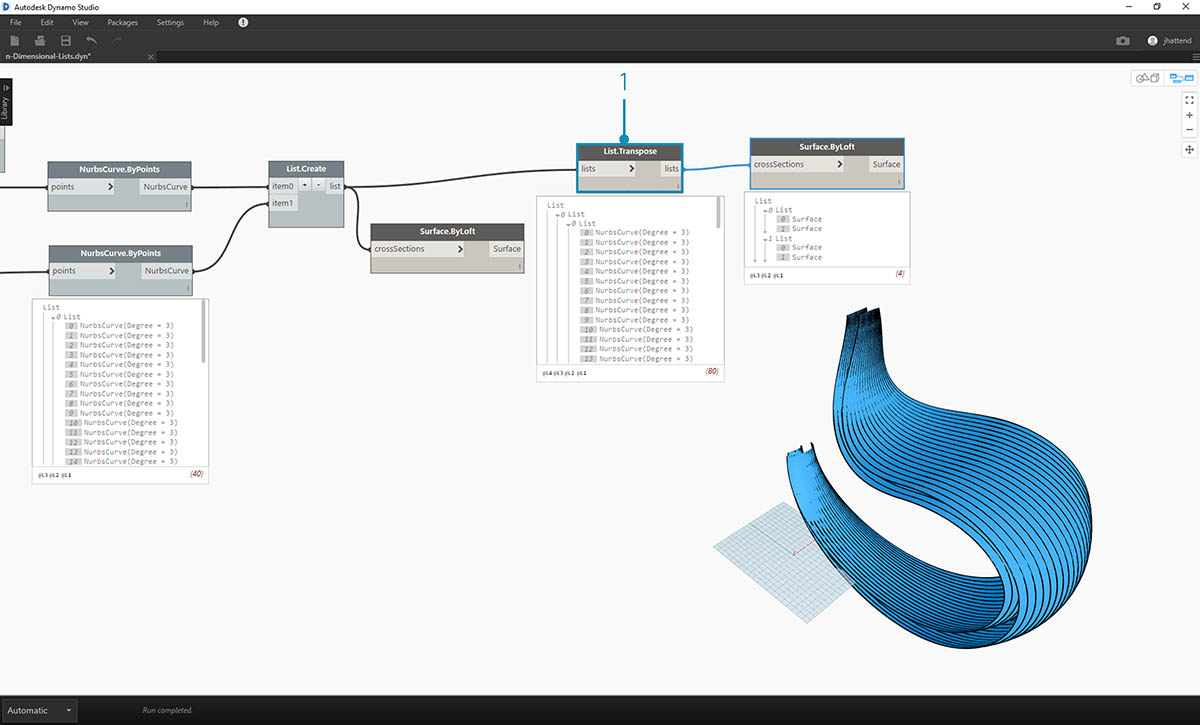 Autodesk Dynamo Studio
File Edit View Packages Settings Help
jhattend
n-Dimensional-Lists.dyn*
Library
1
NurbsCurve.ByPoints
points > NurbsCurve
List.Create
item0 + - list
item1
NurbsCurve.ByPoints
points > NurbsCurve
Surface.ByLoft
crossSections > Surface
List.Transpose
lists > lists
Surface.ByLoft
crossSections > Surface
List
0 List
0 NurbsCurve(Degree = 3)
1 NurbsCurve(Degree = 3)
2 NurbsCurve(Degree = 3)
3 NurbsCurve(Degree = 3)
4 NurbsCurve(Degree = 3)
5 NurbsCurve(Degree = 3)
6 NurbsCurve(Degree = 3)
7 NurbsCurve(Degree = 3)
8 NurbsCurve(Degree = 3)
9 NurbsCurve(Degree = 3)
10 NurbsCurve(Degree = 3)
11 NurbsCurve(Degree = 3)
12 NurbsCurve(Degree = 3)
13 NurbsCurve(Degree = 3)
14 NurbsCurve(Degree = 3)
@L3 @L2 @L1 {40}
List
0 List
0 List
0 NurbsCurve(Degree = 3)
1 NurbsCurve(Degree = 3)
2 NurbsCurve(Degree = 3)
3 NurbsCurve(Degree = 3)
4 NurbsCurve(Degree = 3)
5 NurbsCurve(Degree = 3)
6 NurbsCurve(Degree = 3)
7 NurbsCurve(Degree = 3)
8 NurbsCurve(Degree = 3)
9 NurbsCurve(Degree = 3)
10 NurbsCurve(Degree = 3)
11 NurbsCurve(Degree = 3)
12 NurbsCurve(Degree = 3)
13 NurbsCurve(Degree = 3)
@L4 @L3 @L2 @L1 {80}
List
0 List
0 Surface
1 Surface
1 List
0 Surface
1 Surface
@L3 @L2 @L1 {4}
Automatic
Run completed.